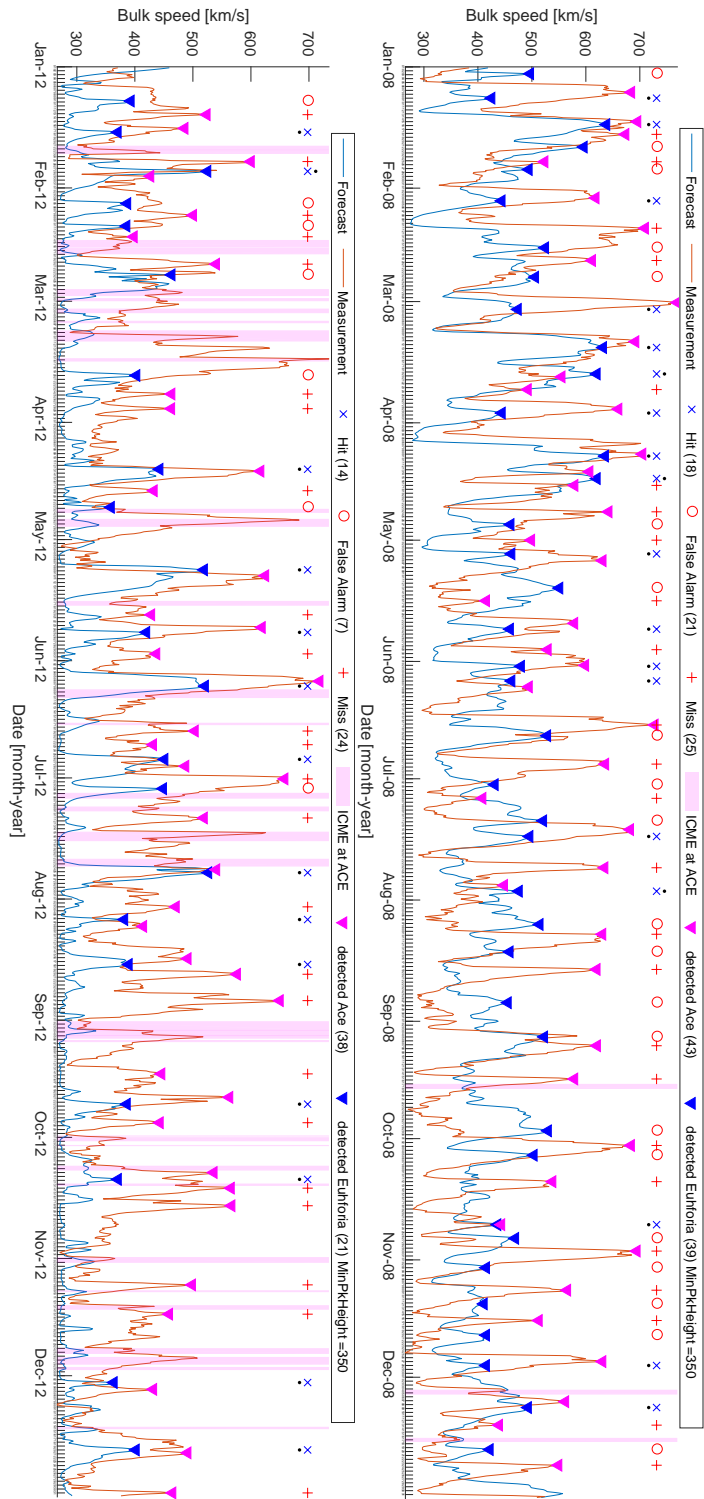 Bulk speed [km/s]
300
400
500
600
700
Forecast
Measurement
Hit (18)
False Alarm (21)
Miss (25)
ICME at ACE
detected Ace (43)
detected Euhforia (39) MinPkHeight =350
Jan-08
Feb-08
Mar-08
Apr-08
May-08
Jun-08
Jul-08
Aug-08
Sep-08
Oct-08
Nov-08
Dec-08
Date [month-year]
Bulk speed [km/s]
300
400
500
600
700
Forecast
Measurement
Hit (14)
False Alarm (7)
Miss (24)
ICME at ACE
detected Ace (38)
detected Euhforia (21) MinPkHeight =350
Jan-12
Feb-12
Mar-12
Apr-12
May-12
Jun-12
Jul-12
Aug-12
Sep-12
Oct-12
Nov-12
Dec-12
Date [month-year]